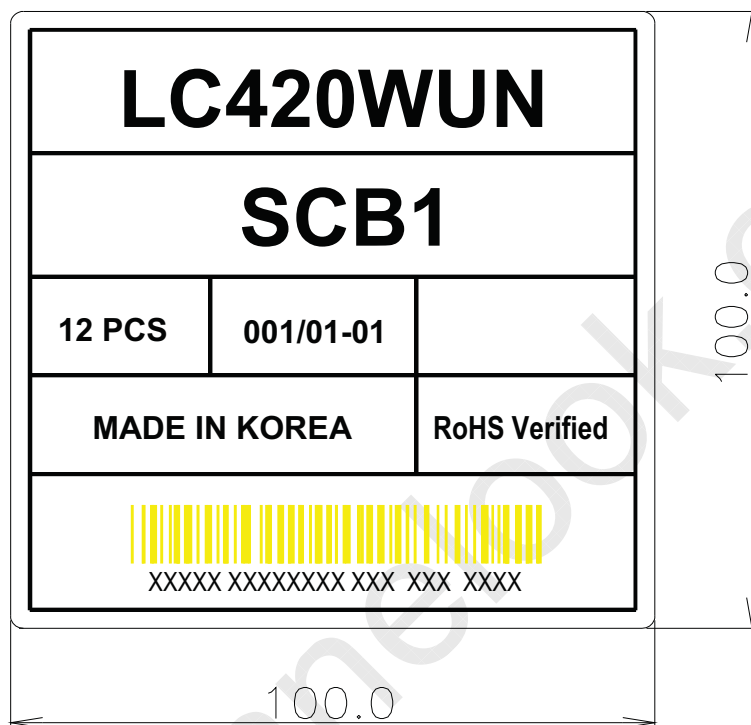 LC420WUN
SCB1
12 PCS 001/01-01
MADE IN KOREA RoHS Verified
XXXXX XXXXXXXX XXX XXX XXXX
100.0
100.0